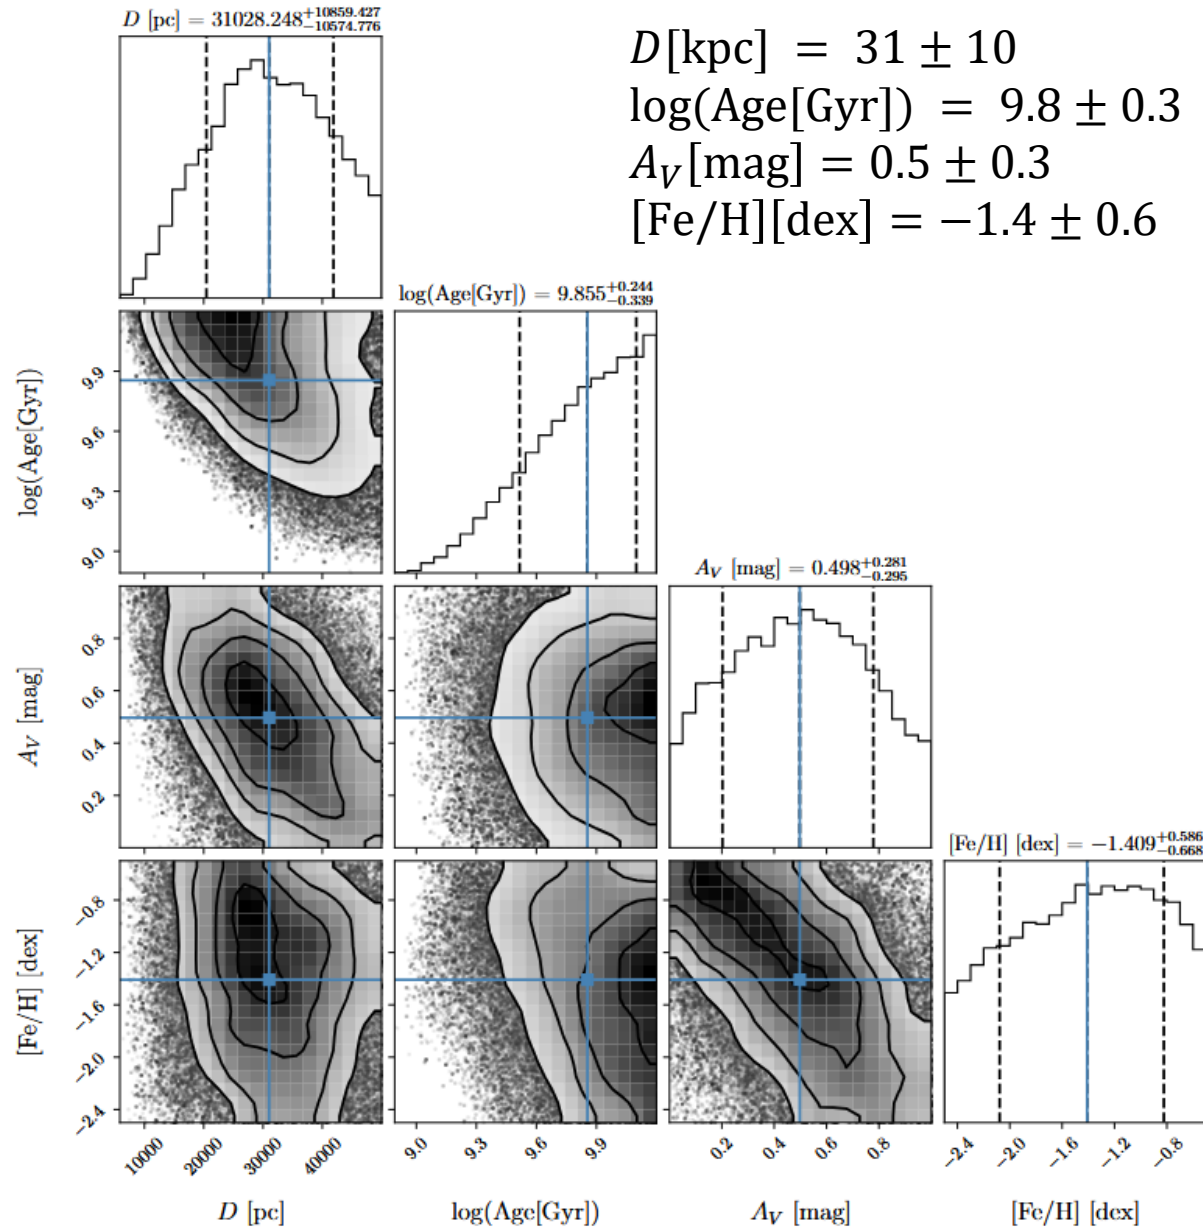 D [pc] = 31028.248^{+10859.427}_{-10574.776}
D[kpc] = 31 ± 10
log(Age[Gyr]) = 9.8 ± 0.3
A_V[mag] = 0.5 ± 0.3
[Fe/H][dex] = −1.4 ± 0.6
log(Age[Gyr]) = 9.855^{+0.244}_{-0.339}
log(Age[Gyr])
9.9
9.6
9.3
9.0
A_V [mag] = 0.498^{+0.281}_{-0.295}
A_V [mag]
0.8
0.6
0.4
0.2
[Fe/H] [dex] = −1.409^{+0.586}_{-0.668}
[Fe/H] [dex]
−0.8
−1.2
−1.6
−2.0
−2.4
10000 20000 30000 40000
9.0 9.3 9.6 9.9
0.2 0.4 0.6 0.8
−2.4 −2.0 −1.6 −1.2 −0.8
D [pc]
log(Age[Gyr])
A_V [mag]
[Fe/H] [dex]